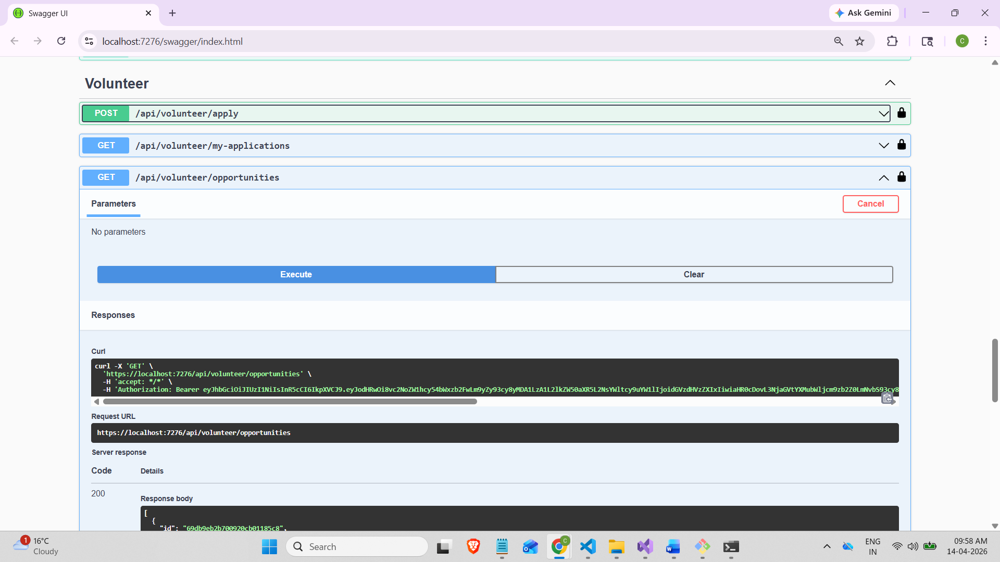 Swagger UI
Ask Gemini
localhost:7276/swagger/index.html
C
Volunteer
POST /api/volunteer/apply
GET /api/volunteer/my-applications
GET /api/volunteer/opportunities
Parameters
Cancel
No parameters
Execute
Clear
Responses
Curl
curl -X 'GET' \
'https://localhost:7276/api/volunteer/opportunities' \
-H 'accept: */*' \
-H 'Authorization: Bearer
Request URL
https://localhost:7276/api/volunteer/opportunities
Server response
Code Details
200
Response body
[
{
"id": "69db9eb2b700920cb01185c8",
1
16°C
Cloudy
Search
C
ENG
IN
09:58 AM
14-04-2026